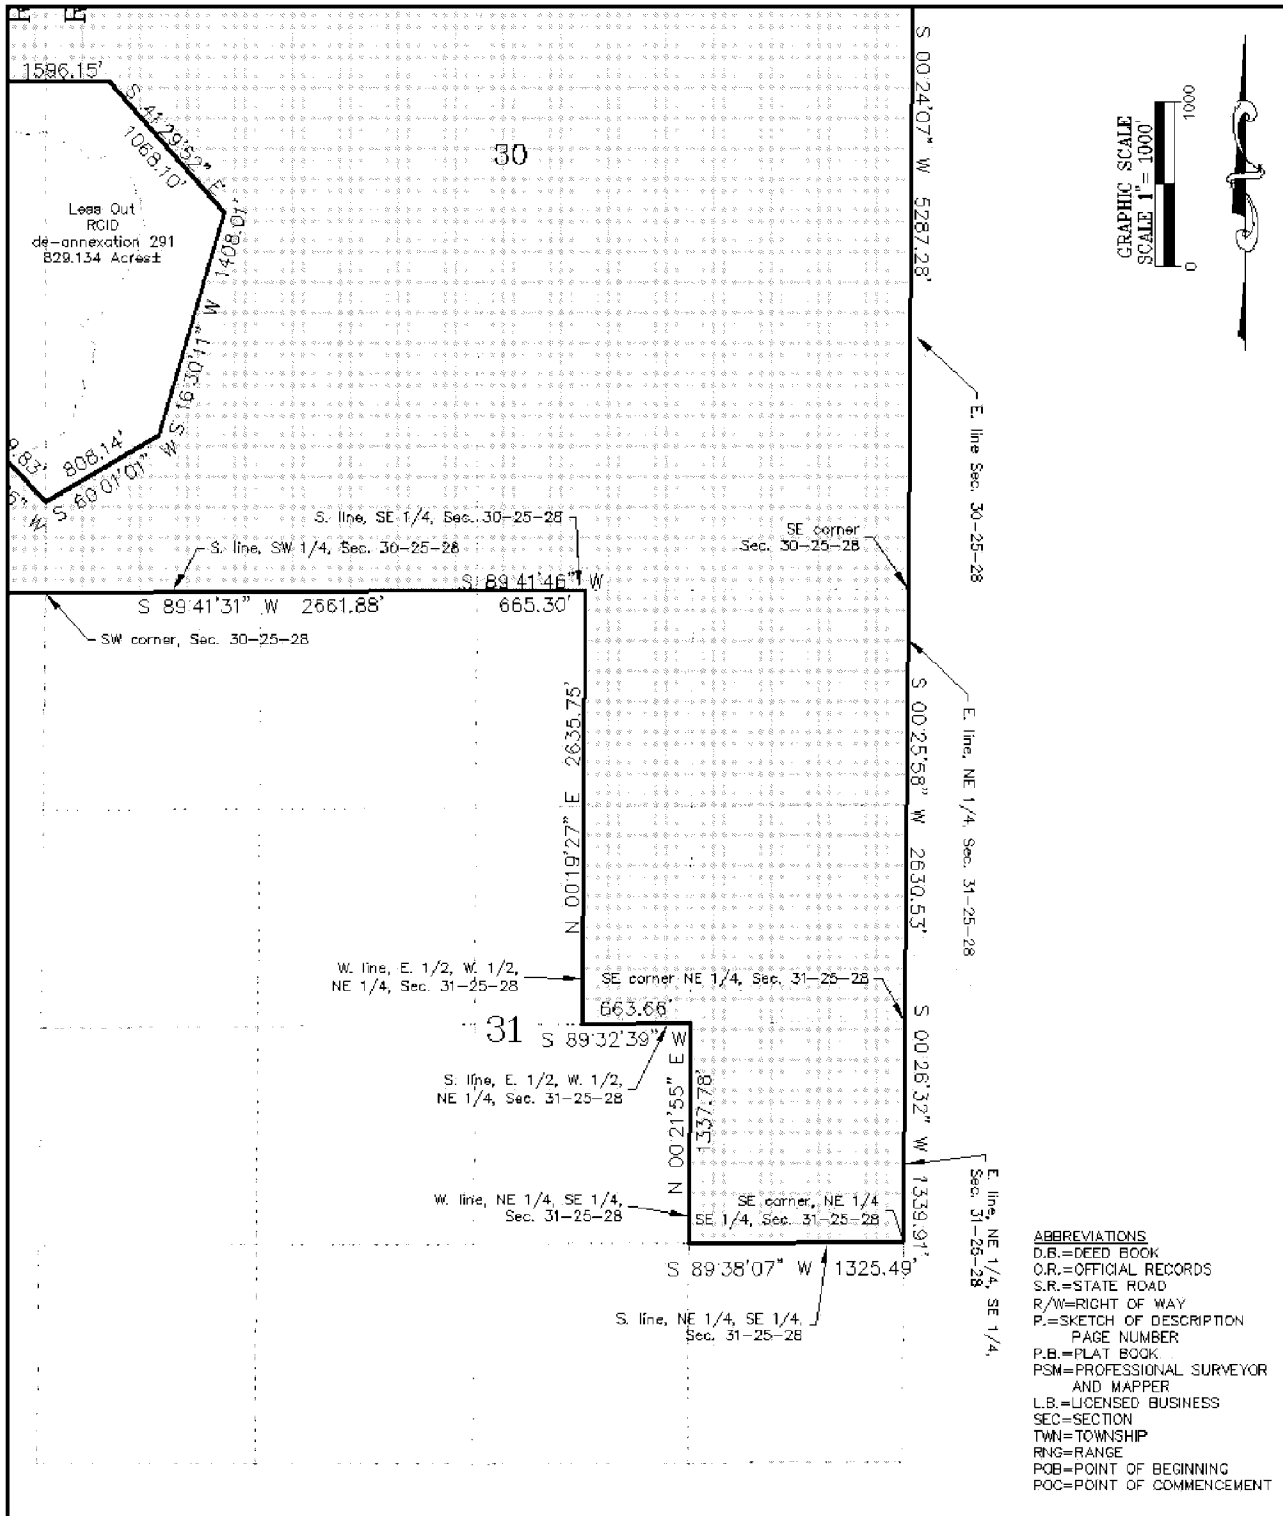 R R
1596.15'
S 41°29'52" E
1068.10'
30
Less Out
RCID
de-annexation 291
829.134 Acres±
S 16°30'11" W 1408.01'
808.14'
S 60°01'01" W
9.83'
6" W
S 00°24'07" W 5287.28'
GRAPHIC SCALE
SCALE 1" = 1000'
0 1000
E. line Sec. 30-25-28
S. line, SE 1/4, Sec. 30-25-28
S. line, SW 1/4, Sec. 30-25-28
SE corner
Sec. 30-25-28
S 89°41'46" W
665.30'
S 89°41'31" W 2661.88'
SW corner, Sec. 30-25-28
N 00°19'27" E 2635.75'
S 00°25'58" W 2630.53'
E. line, NE 1/4, Sec. 31-25-28
W. line, E. 1/2, W. 1/2,
NE 1/4, Sec. 31-25-28
SE corner NE 1/4, Sec. 31-25-28
663.66'
31
S 89°32'39" W
S. line, E. 1/2, W. 1/2,
NE 1/4, Sec. 31-25-28
N 00°21'55" E
1337.78'
S 00°26'32" W 1339.91'
W. line, NE 1/4, SE 1/4,
Sec. 31-25-28
SE corner, NE 1/4
SE 1/4, Sec. 31-25-28
E. line, NE 1/4, SE 1/4,
Sec. 31-25-28
S 89°38'07" W 1325.49'
S. line, NE 1/4, SE 1/4,
Sec. 31-25-28
ABBREVIATIONS
D.B.=DEED BOOK
O.R.=OFFICIAL RECORDS
S.R.=STATE ROAD
R/W=RIGHT OF WAY
P.=SKETCH OF DESCRIPTION
PAGE NUMBER
P.B.=PLAT BOOK
PSM=PROFESSIONAL SURVEYOR
AND MAPPER
L.B.=LICENSED BUSINESS
SEC=SECTION
TWN=TOWNSHIP
RNG=RANGE
POB=POINT OF BEGINNING
POC=POINT OF COMMENCEMENT